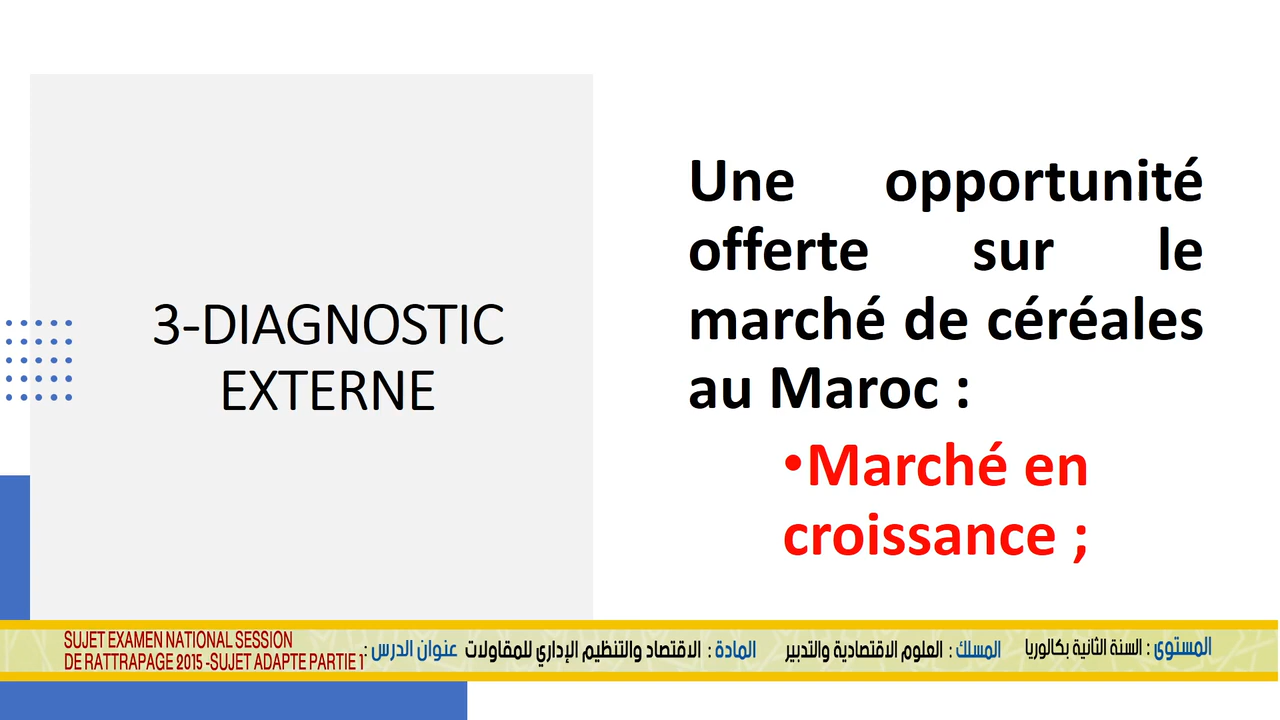 3-DIAGNOSTIC
EXTERNE
Une opportunité
offerte sur le
marché de céréales
au Maroc :
•Marché en
croissance ;
المستوى : السنة الثانية بكالوريا
المسلك : العلوم الاقتصادية والتدبير
المادة : الاقتصاد والتنظيم الإداري للمقاولات
عنوان الدرس :
SUJET EXAMEN NATIONAL SESSION
DE RATTRAPAGE 2015 -SUJET ADAPTE PARTIE 1